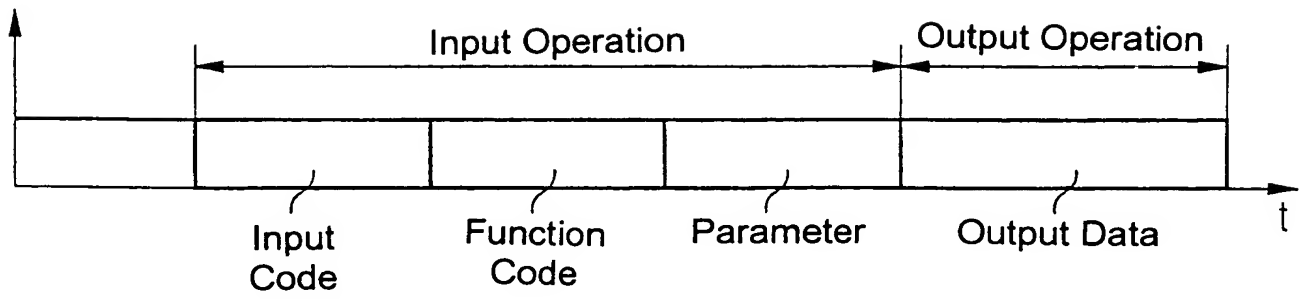 Input Operation
Output Operation
t
Input
Code
Function
Code
Parameter
Output Data